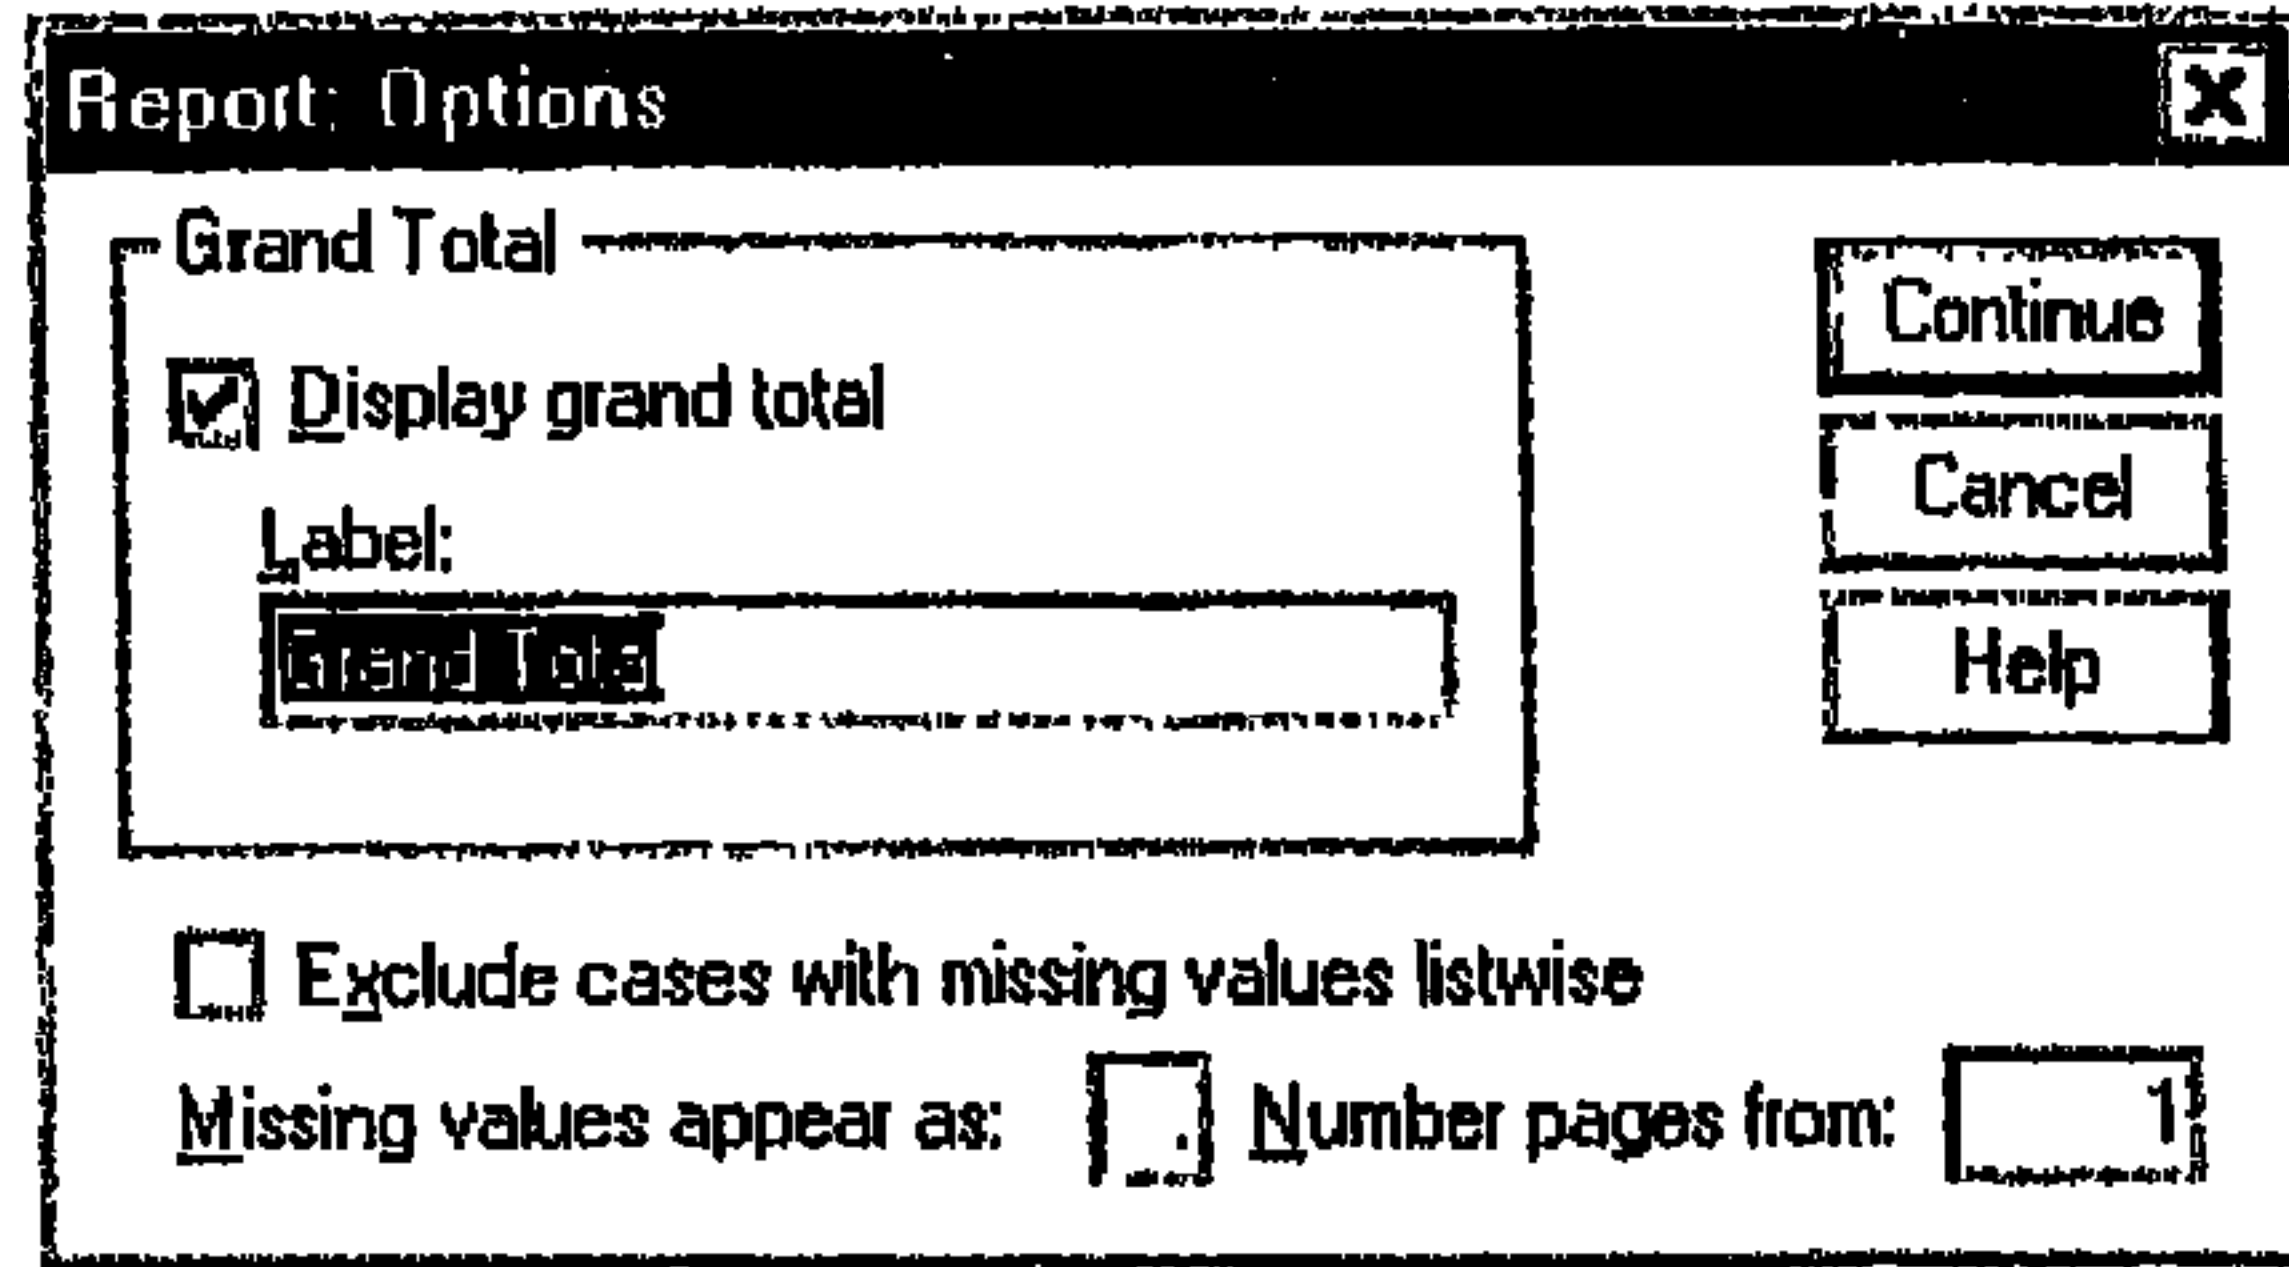 Report: Options
Grand Total
Display grand total
Label:
Grand Total
Exclude cases with missing values listwise
Missing values appear as: . Number pages from: 1
Continue
Cancel
Help